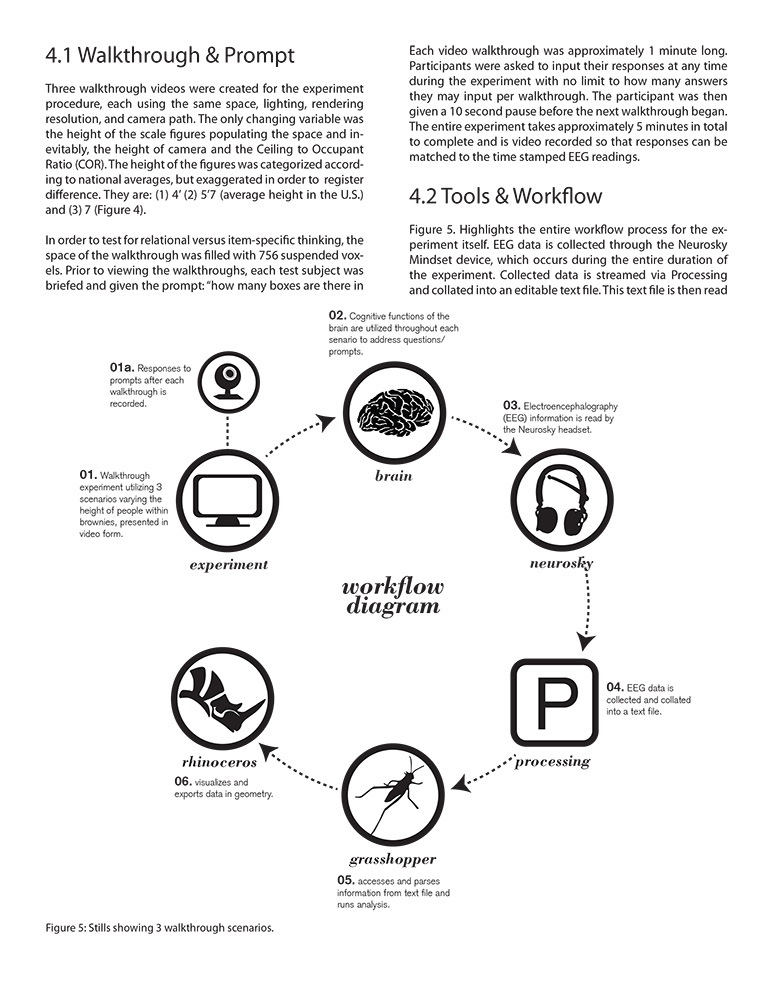 4.1 Walkthrough & Prompt
Three walkthrough videos were created for the experiment
procedure, each using the same space, lighting, rendering
resolution, and camera path. The only changing variable was
the height of the scale figures populating the space and in-
evitably, the height of camera and the Ceiling to Occupant
Ratio (COR). The height of the figures was categorized accord-
ing to national averages, but exaggerated in order to register
difference. They are: (1) 4’ (2) 5’7 (average height in the U.S.)
and (3) 7 (Figure 4).
In order to test for relational versus item-specific thinking, the
space of the walkthrough was filled with 756 suspended vox-
els. Prior to viewing the walkthroughs, each test subject was
briefed and given the prompt: “how many boxes are there in
Each video walkthrough was approximately 1 minute long.
Participants were asked to input their responses at any time
during the experiment with no limit to how many answers
they may input per walkthrough. The participant was then
given a 10 second pause before the next walkthrough began.
The entire experiment takes approximately 5 minutes in total
to complete and is video recorded so that responses can be
matched to the time stamped EEG readings.
4.2 Tools & Workflow
Figure 5. Highlights the entire workflow process for the ex-
periment itself. EEG data is collected through the Neurosky
Mindset device, which occurs during the entire duration of
the experiment. Collected data is streamed via Processing
and collated into an editable text file. This text file is then read
01a. Responses to
prompts after each
walkthrough is
recorded.
02. Cognitive functions of the
brain are utilized throughout each
senario to address questions/
prompts.
03. Electroencephalography
(EEG) information is read by
the Neurosky headset.
01. Walkthrough
experiment utilizing 3
scenarios varying the
height of people within
brownies, presented in
video form.
brain
experiment
neurosky
workflow
diagram
P
04. EEG data is
collected and collated
into a text file.
rhinoceros
processing
06. visualizes and
exports data in geometry.
grasshopper
05. accesses and parses
information from text file and
runs analysis.
Figure 5: Stills showing 3 walkthrough scenarios.